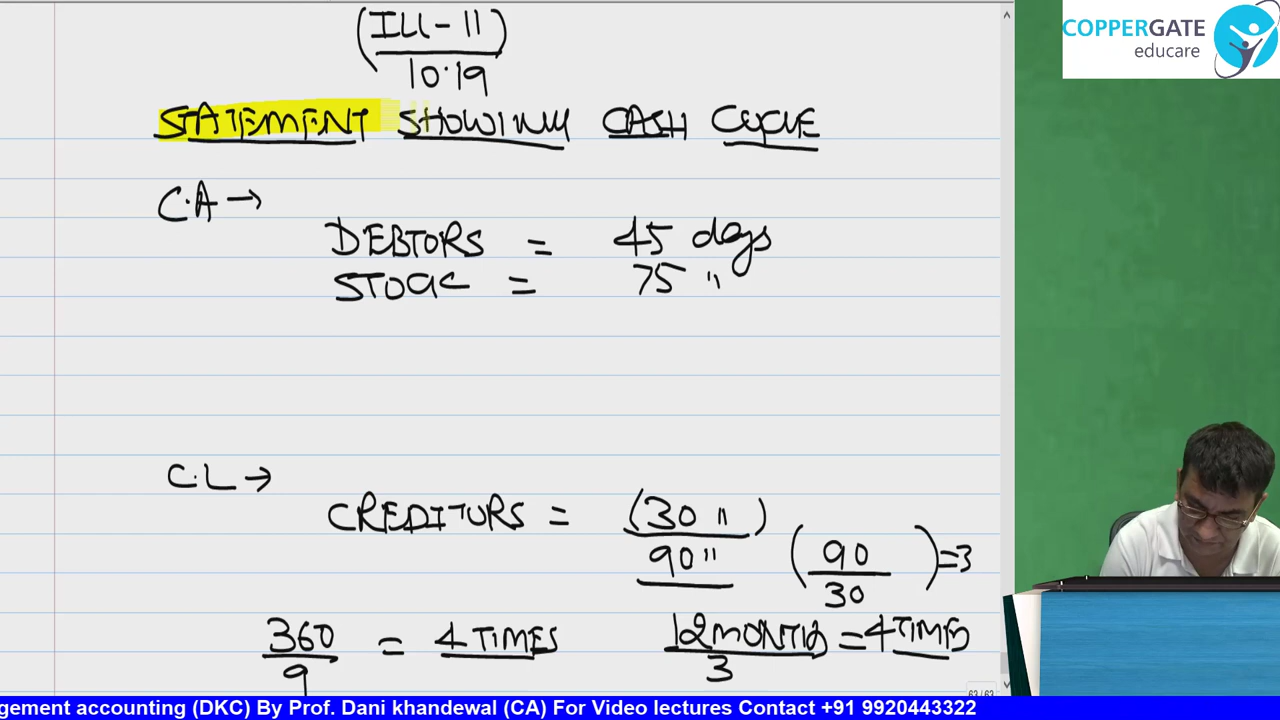 (ILL-11)
10.19
COPPERGATE
educare
STATEMENT SHOWING CASH CYCLE
C.A →
DEBTORS = 45 days
STOCK = 75 "
C.L →
CREDITORS = (30 ")
90 "
(90/30) = 3
360/9 = 4 TIMES
12 MONTHS/3 = 4 TIMES
63/63
gement accounting (DKC) By Prof. Dani khandewal (CA) For Video lectures Contact +91 9920443322